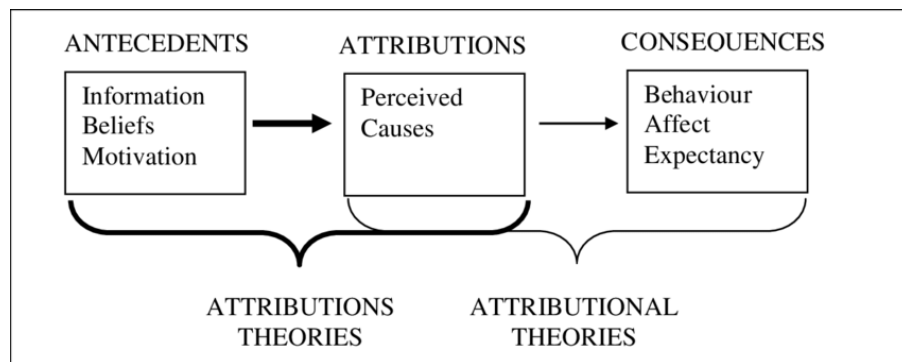 ANTECEDENTS
ATTRIBUTIONS
CONSEQUENCES
Information
Beliefs
Motivation
Perceived
Causes
Behaviour
Affect
Expectancy
ATTRIBUTIONS
THEORIES
ATTRIBUTIONAL
THEORIES